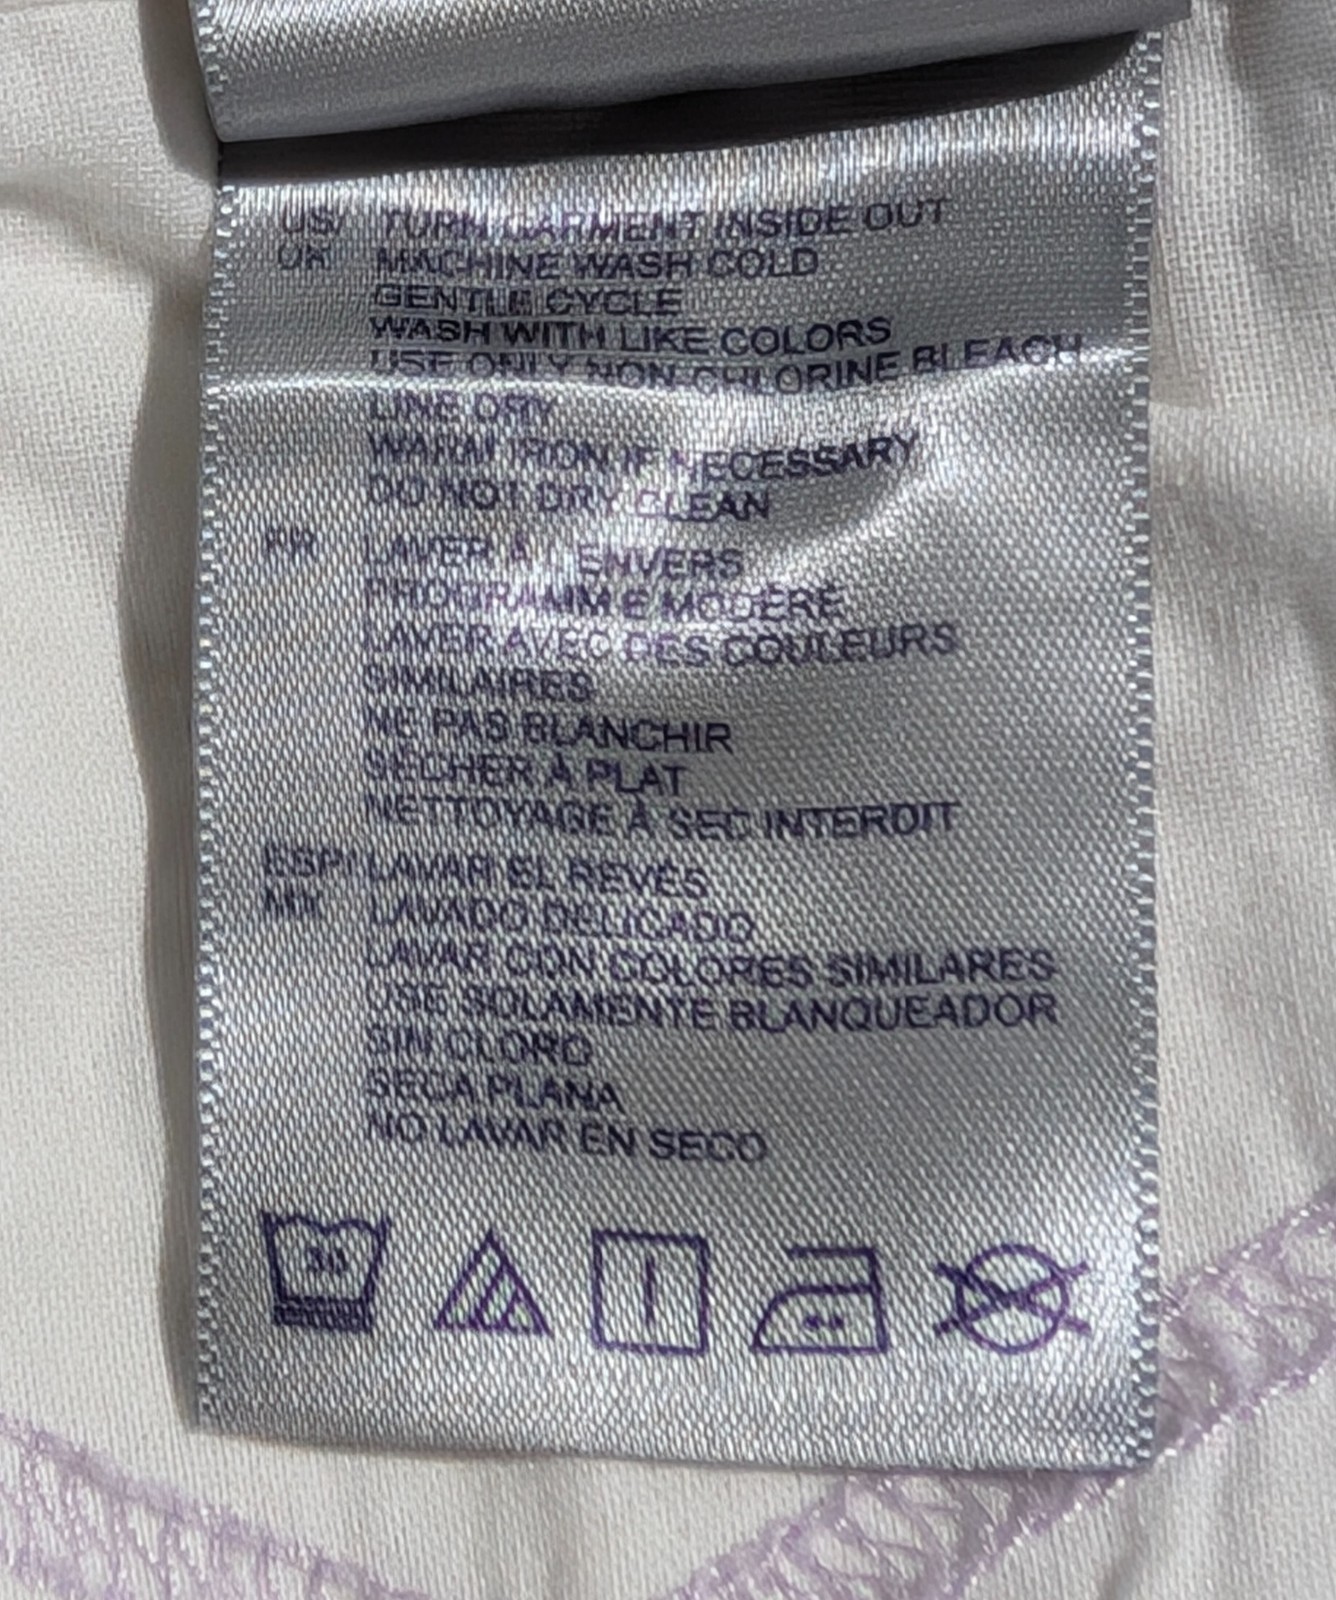 US/ TURN GARMENT INSIDE OUT
UK MACHINE WASH COLD
GENTLE CYCLE
WASH WITH LIKE COLORS
USE ONLY NON-CHLORINE BLEACH
LINE DRY
WARM IRON IF NECESSARY
DO NOT DRY CLEAN
FR LAVER À L'ENVERS
PROGRAMME MODÉRÉ
LAVER AVEC DES COULEURS
SIMILAIRES
NE PAS BLANCHIR
SÉCHER À PLAT
NETTOYAGE À SEC INTERDIT
ESP/ LAVAR EL REVÉS
MX LAVADO DELICADO
LAVAR CON COLORES SIMILARES
USE SOLAMENTE BLANQUEADOR
SIN CLORO
SECA PLANA
NO LAVAR EN SECO
30